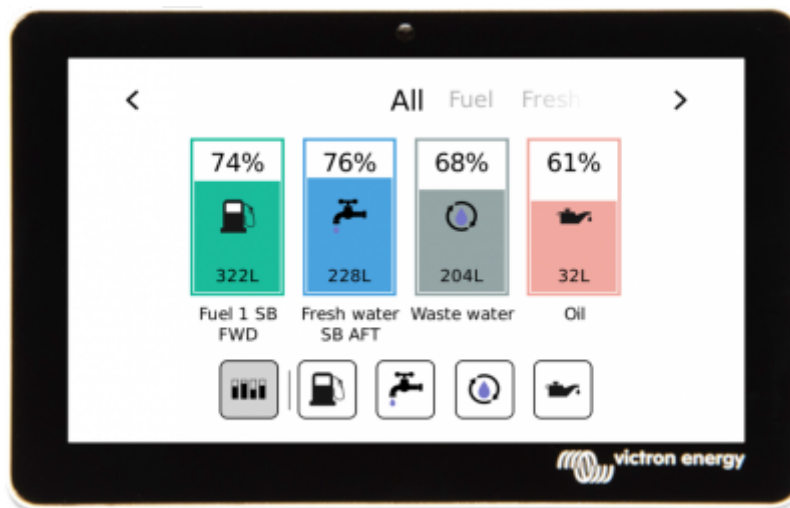 All Fuel Fresh
74% 76% 68% 61%
322L 228L 204L 32L
Fuel 1 SB Fresh water Waste water Oil
FWD SB AFT
victron energy